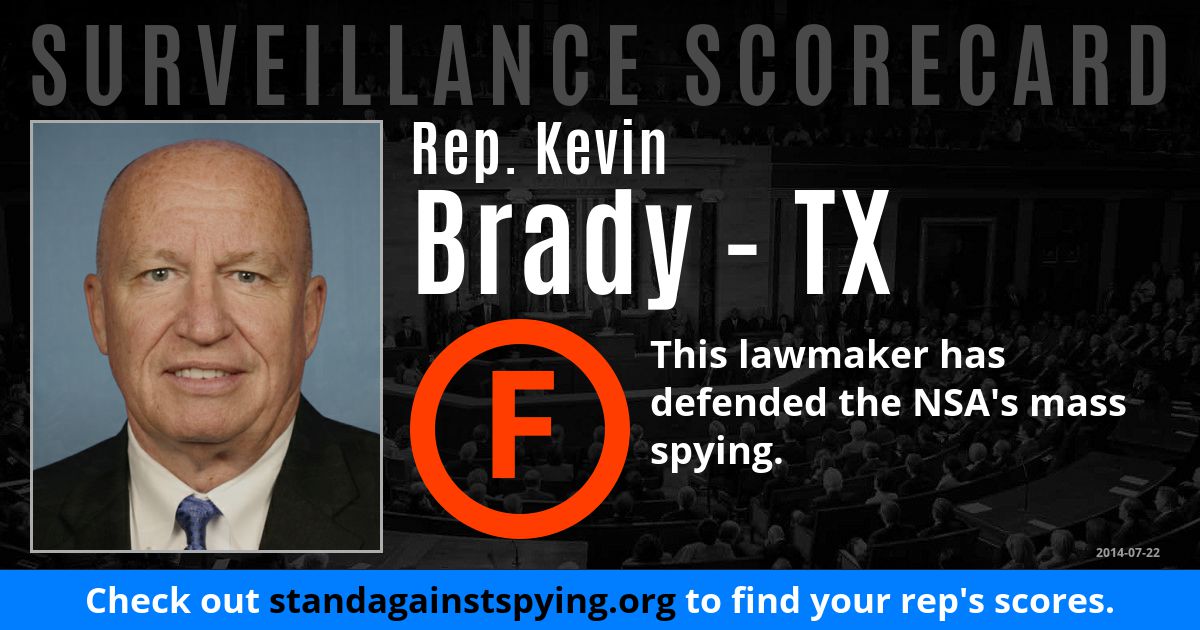 SURVEILLANCE SCORECARD
Rep. Kevin
Brady - TX
F
This lawmaker has
defended the NSA's mass
spying.
2014-07-22
Check out standagainstspying.org to find your rep's scores.